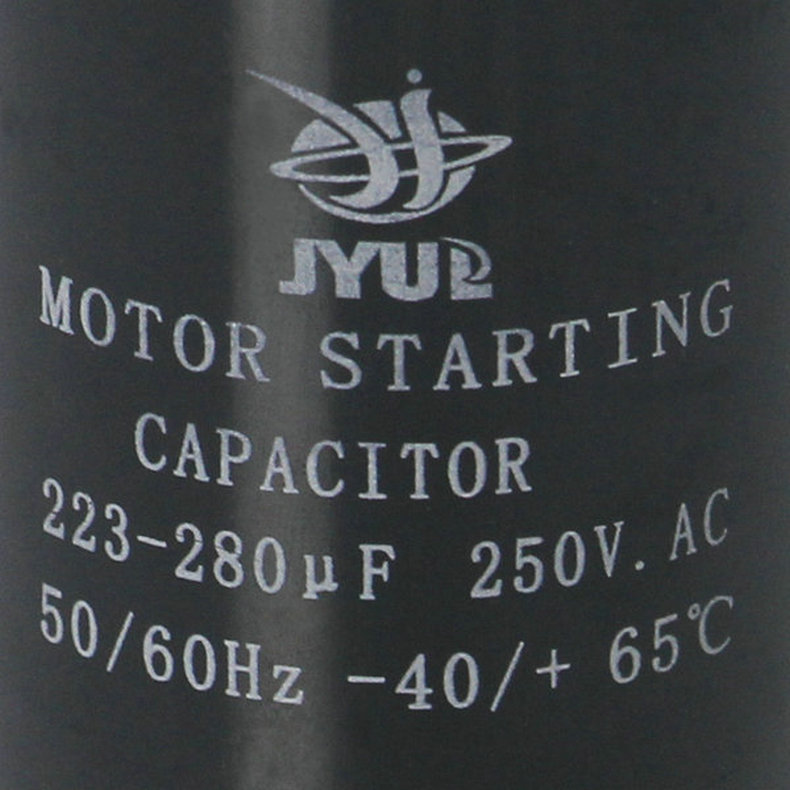 JYUL
MOTOR STARTING
CAPACITOR
223-280μF 250V. AC
50/60Hz -40/+ 65℃